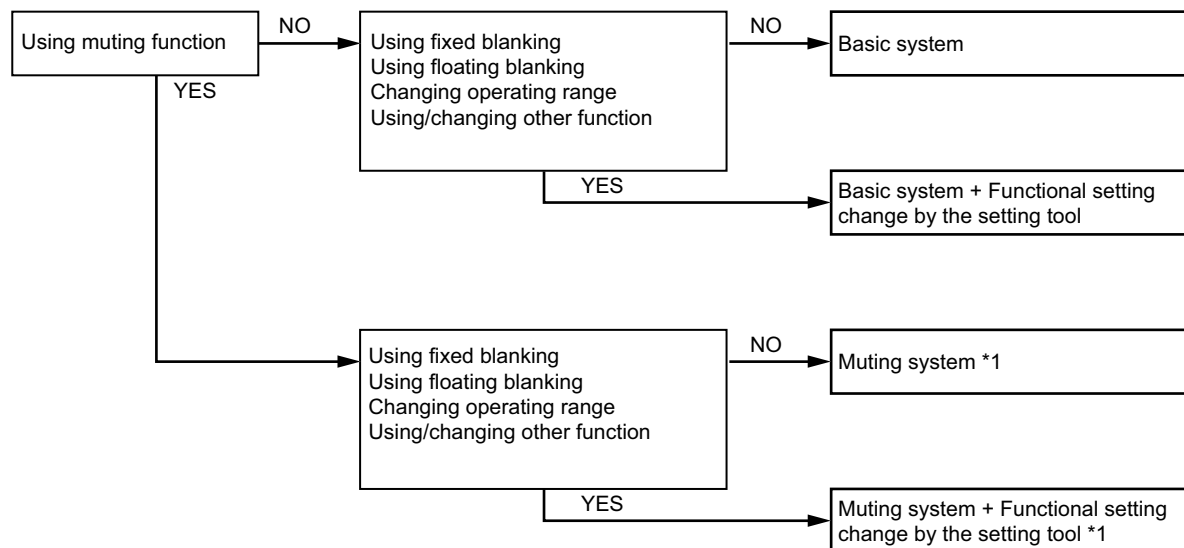 Using muting function
NO
YES
Using fixed blanking
Using floating blanking
Changing operating range
Using/changing other function
NO
Basic system
YES
Basic system + Functional setting
change by the setting tool
Using fixed blanking
Using floating blanking
Changing operating range
Using/changing other function
NO
Muting system *1
YES
Muting system + Functional setting
change by the setting tool *1